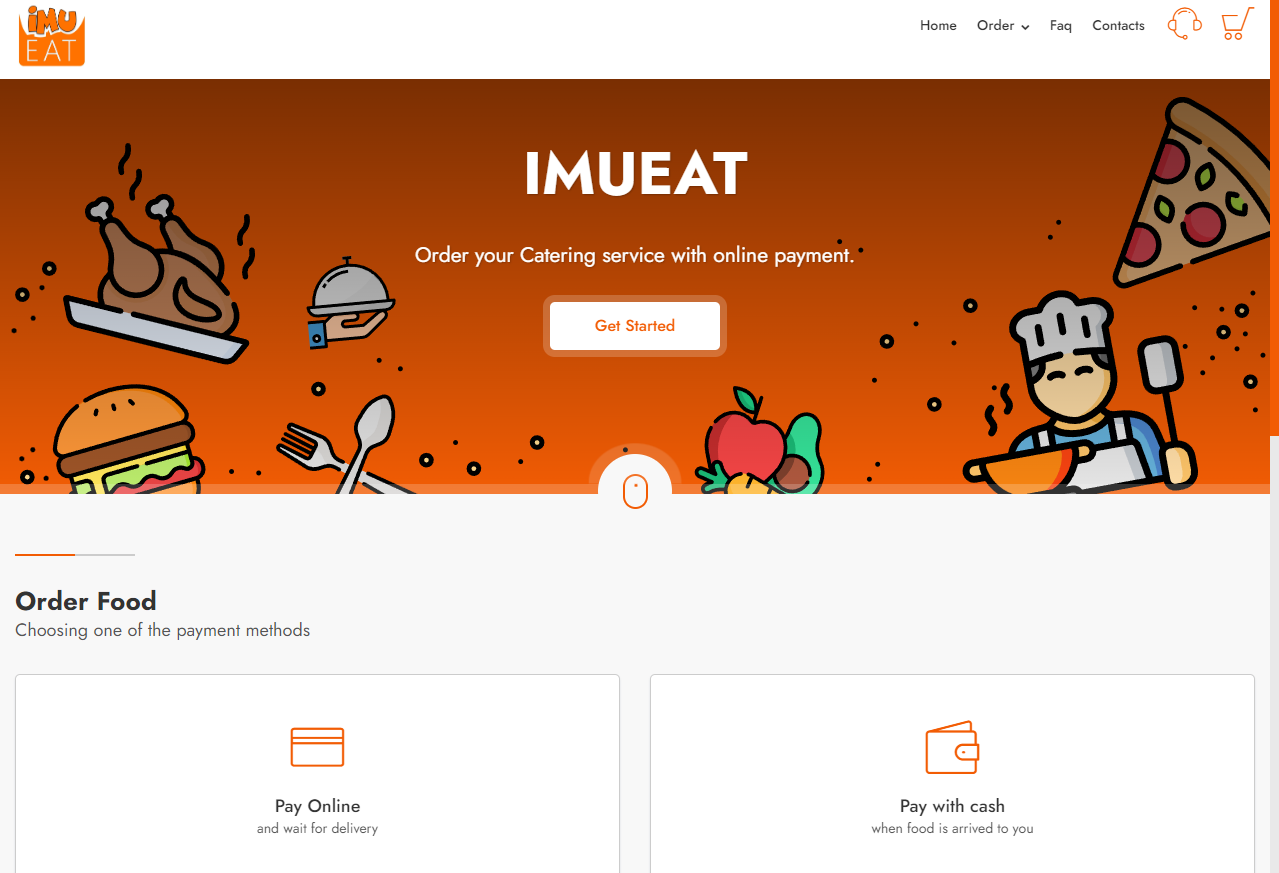 iMU
EAT
Home
Order
Faq
Contacts
IMUEAT
Order your Catering service with online payment.
Get Started
Order Food
Choosing one of the payment methods
Pay Online
and wait for delivery
Pay with cash
when food is arrived to you